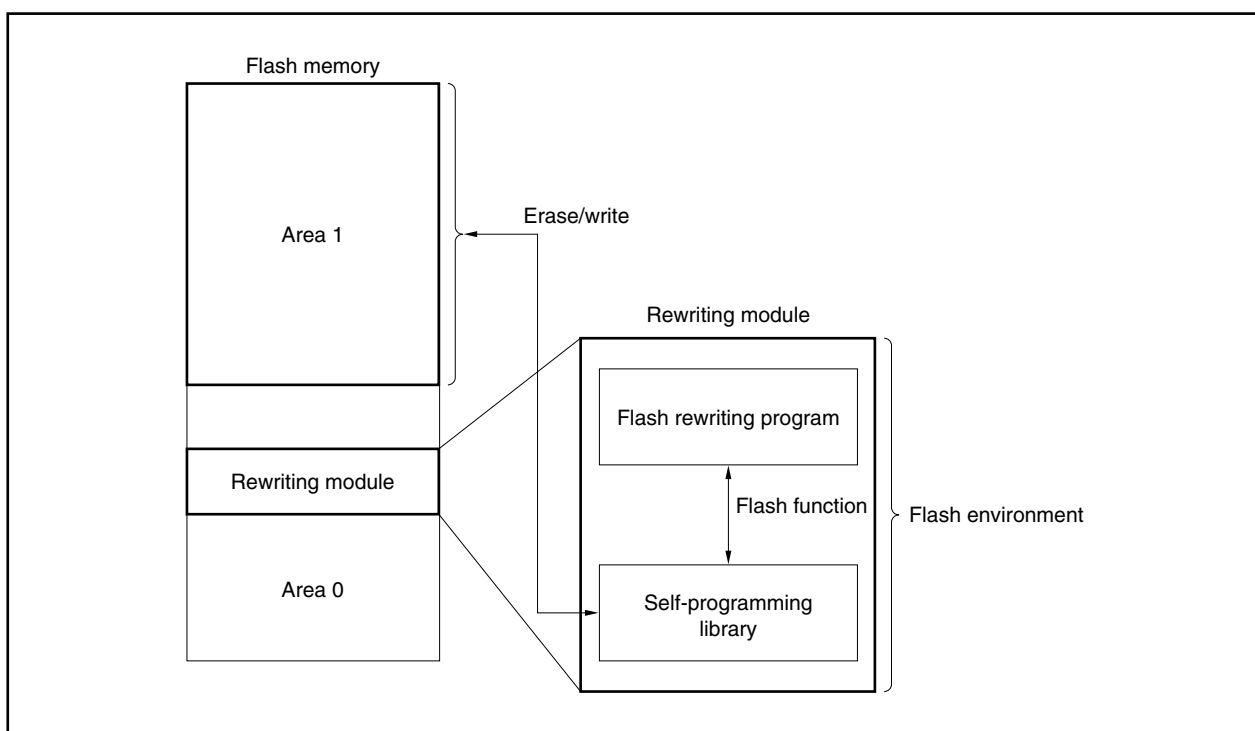 Flash memory
Area 1
Erase/write
Rewriting module
Flash rewriting program
Rewriting module
Flash function
Flash environment
Area 0
Self-programming
library